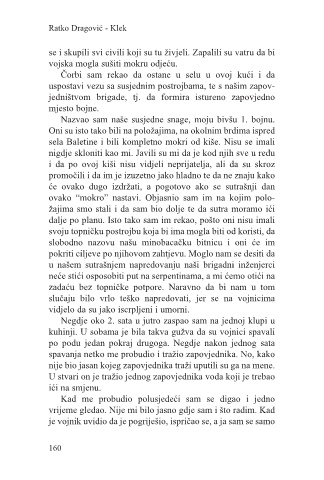 Ratko Dragović - Klek
se i skupili svi civili koji su tu živjeli. Zapalili su vatru da bi
vojska mogla sušiti mokru odjeću.
Čorbi sam rekao da ostane u selu u ovoj kući i da
uspostavi vezu sa susjednim postrojbama, te s našim zapov-
jedništvom brigade, tj. da formira istureno zapovjedno
mjesto bojne.
Nazvao sam naše susjedne snage, moju bivšu 1. bojnu.
Oni su isto tako bili na položajima, na okolnim brdima ispred
sela Baletine i bili kompletno mokri od kiše. Nisu se imali
nigdje skloniti kao mi. Javili su mi da je kod njih sve u redu
i da po ovoj kiši nisu vidjeli neprijatelja, ali da su skroz
promočili i da im je izuzetno jako hladno te da ne znaju kako
će ovako dugo izdržati, a pogotovo ako se sutrašnji dan
ovako “mokro” nastavi. Objasnio sam im na kojim polo-
žajima smo stali i da sam bio dolje te da sutra moramo ići
dalje po planu. Isto tako sam im rekao, pošto oni nisu imali
svoju topničku postrojbu koja bi ima mogla biti od koristi, da
slobodno nazovu našu minobacačku bitnicu i oni će im
pokriti ciljeve po njihovom zahtjevu. Moglo nam se desiti da
u našem sutrašnjem napredovanju naši brigadni inženjerci
neće stići osposobiti put na serpentinama, a mi ćemo otići na
zadaću bez topničke potpore. Naravno da bi nam u tom
slučaju bilo vrlo teško napredovati, jer se na vojnicima
vidjelo da su jako iscrpljeni i umorni.
Negdje oko 2. sata u jutro zaspao sam na jednoj klupi u
kuhinji. U sobama je bila takva gužva da su vojnici spavali
po podu jedan pokraj drugoga. Negdje nakon jednog sata
spavanja netko me probudio i tražio zapovjednika. No, kako
nije bio jasan kojeg zapovjednika traži uputili su ga na mene.
U stvari on je tražio jednog zapovjednika voda koji je trebao
ići na smjenu.
Kad me probudio polusjedeći sam se digao i jedno
vrijeme gledao. Nije mi bilo jasno gdje sam i što radim. Kad
je vojnik uvidio da je pogriješio, ispričao se, a ja sam se samo
160